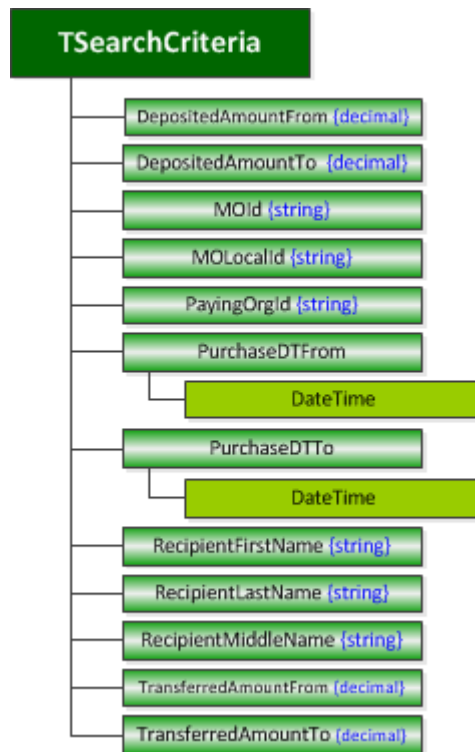 TSearchCriteria
DepositedAmountFrom {decimal}
DepositedAmountTo {decimal}
MOId {string}
MOLocalId {string}
PayingOrgId {string}
PurchaseDTFrom
DateTime
PurchaseDTTo
DateTime
RecipientFirstName {string}
RecipientLastName {string}
RecipientMiddleName {string}
TransferredAmountFrom {decimal}
TransferredAmountTo {decimal}